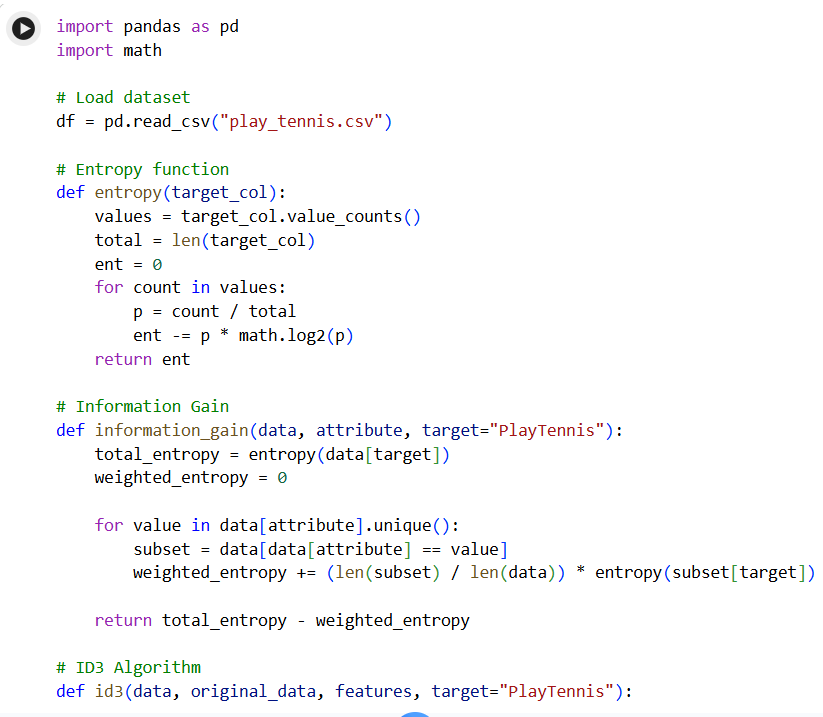 import pandas as pd
import math
# Load dataset
df = pd.read_csv("play_tennis.csv")
# Entropy function
def entropy(target_col):
    values = target_col.value_counts()
    total = len(target_col)
    ent = 0
    for count in values:
        p = count / total
        ent -= p * math.log2(p)
    return ent
# Information Gain
def information_gain(data, attribute, target="PlayTennis"):
    total_entropy = entropy(data[target])
    weighted_entropy = 0
    for value in data[attribute].unique():
        subset = data[data[attribute] == value]
        weighted_entropy += (len(subset) / len(data)) * entropy(subset[target])
    return total_entropy - weighted_entropy
# ID3 Algorithm
def id3(data, original_data, features, target="PlayTennis"):